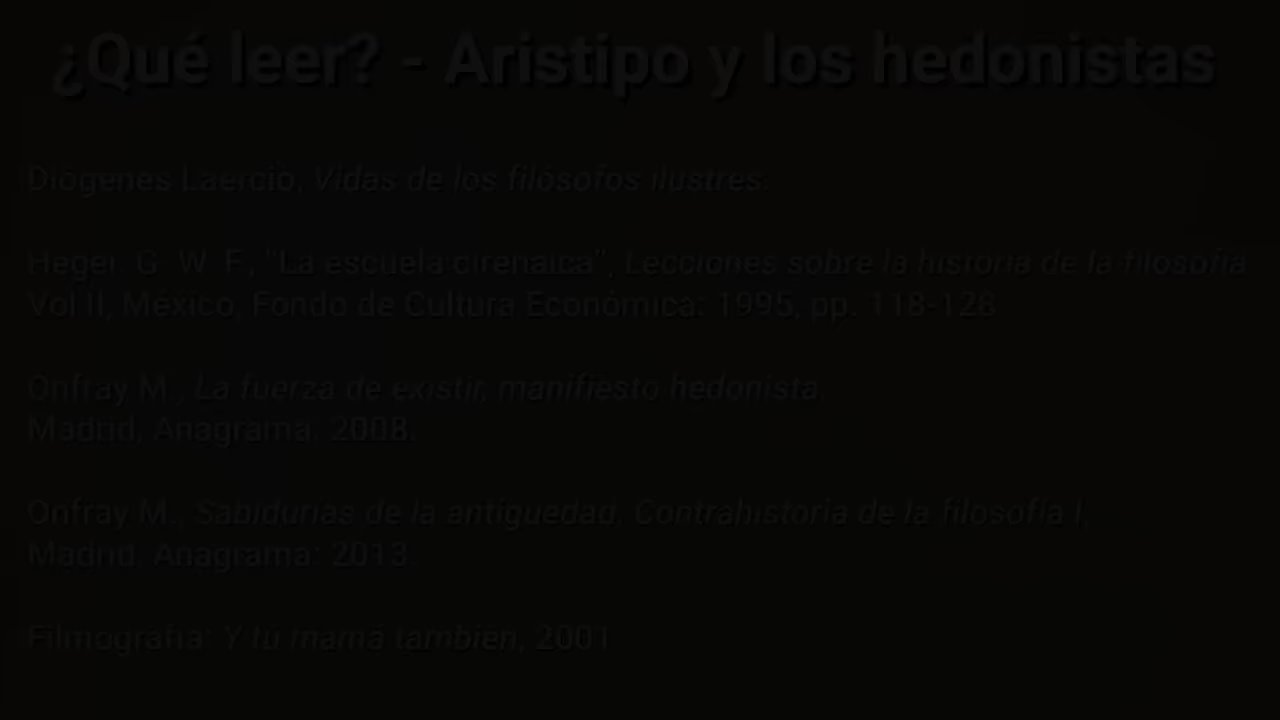 ¿Qué leer? - Aristipo y los hedonistas
Diógenes Laercio, Vidas de los filósofos ilustres.
Hegel, G. W. F., "La escuela cirenaica", Lecciones sobre la historia de la filosofía
Vol II, México, Fondo de Cultura Económica: 1995, pp. 118-128
Onfray M., La fuerza de existir, manifiesto hedonista
Madrid, Anagrama: 2008.
Onfray M., Sabidurías de la antigüedad. Contrahistoria de la filosofía I,
Madrid, Anagrama: 2013.
Filmografía: Y tu mamá también, 2001